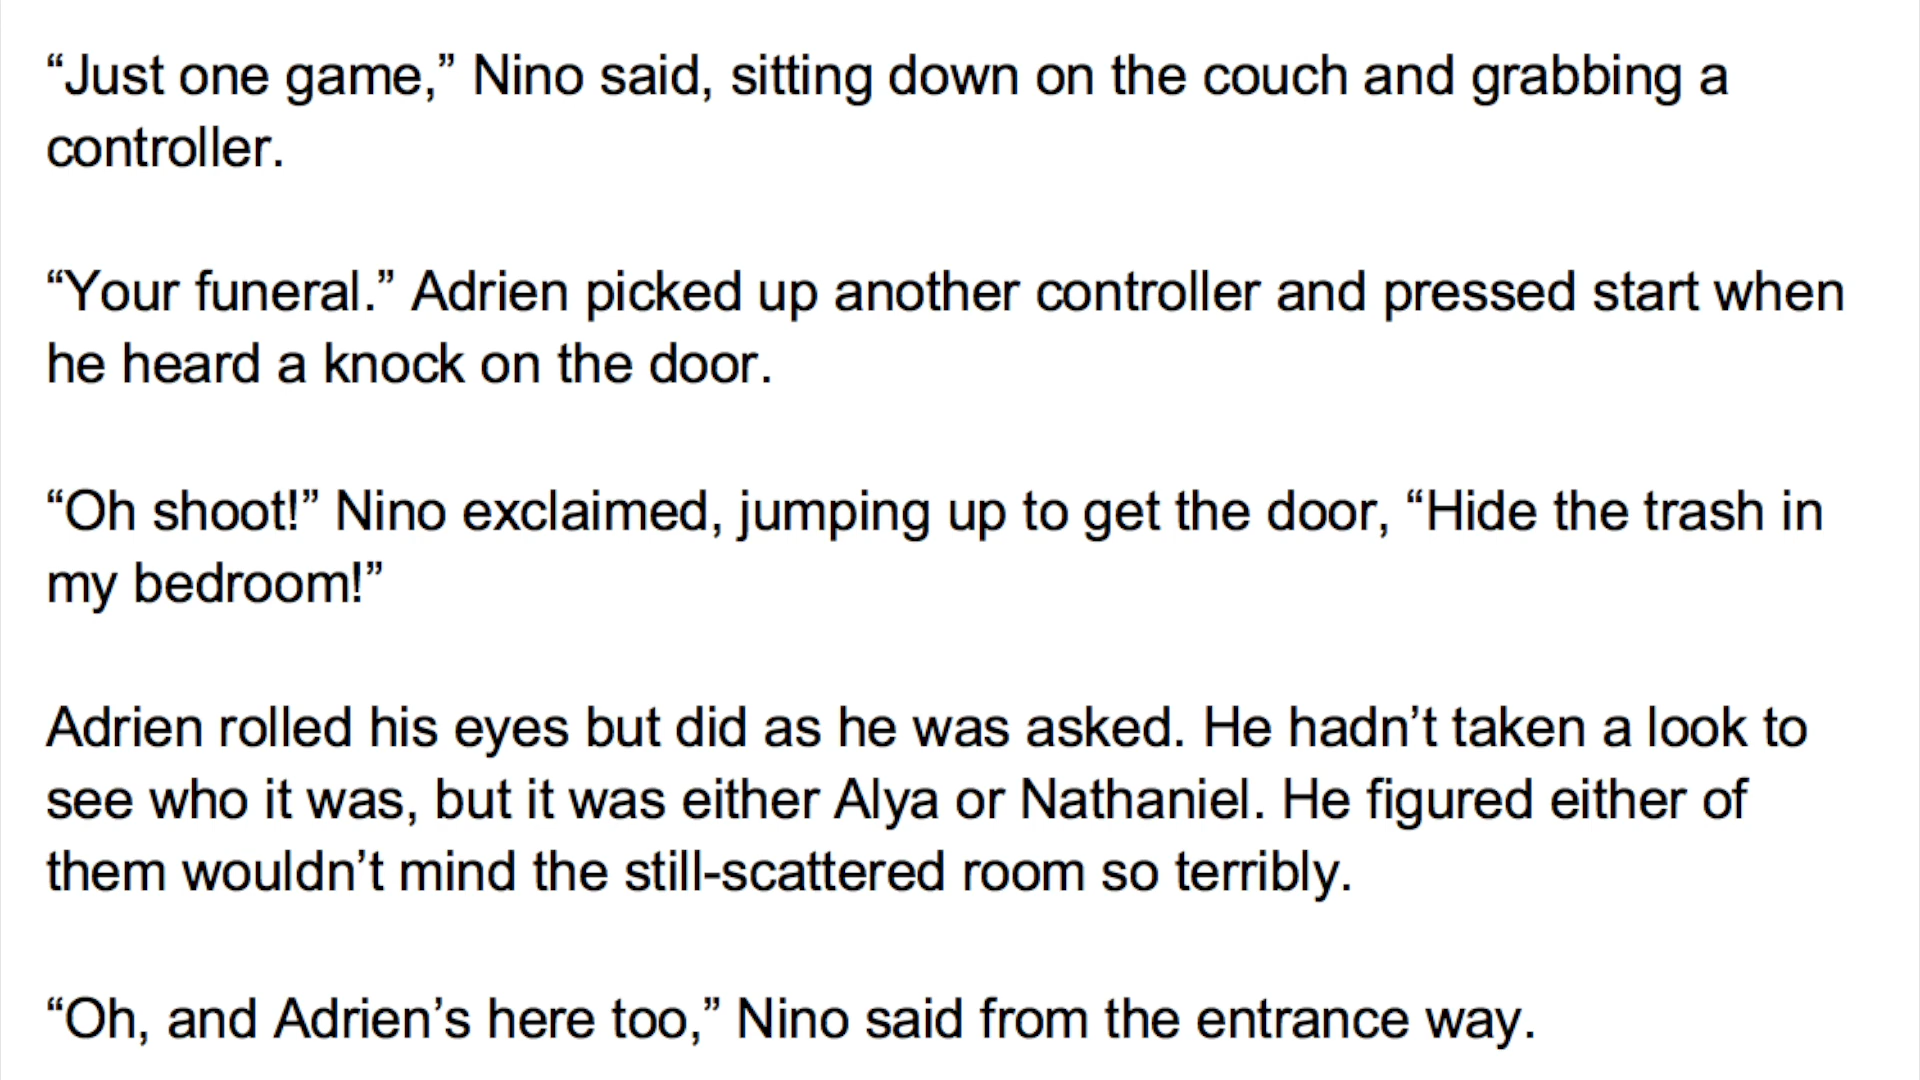 “Just one game,” Nino said, sitting down on the couch and grabbing a
controller.
“Your funeral.” Adrien picked up another controller and pressed start when
he heard a knock on the door.
“Oh shoot!” Nino exclaimed, jumping up to get the door, “Hide the trash in
my bedroom!”
Adrien rolled his eyes but did as he was asked. He hadn’t taken a look to
see who it was, but it was either Alya or Nathaniel. He figured either of
them wouldn’t mind the still-scattered room so terribly.
“Oh, and Adrien’s here too,” Nino said from the entrance way.